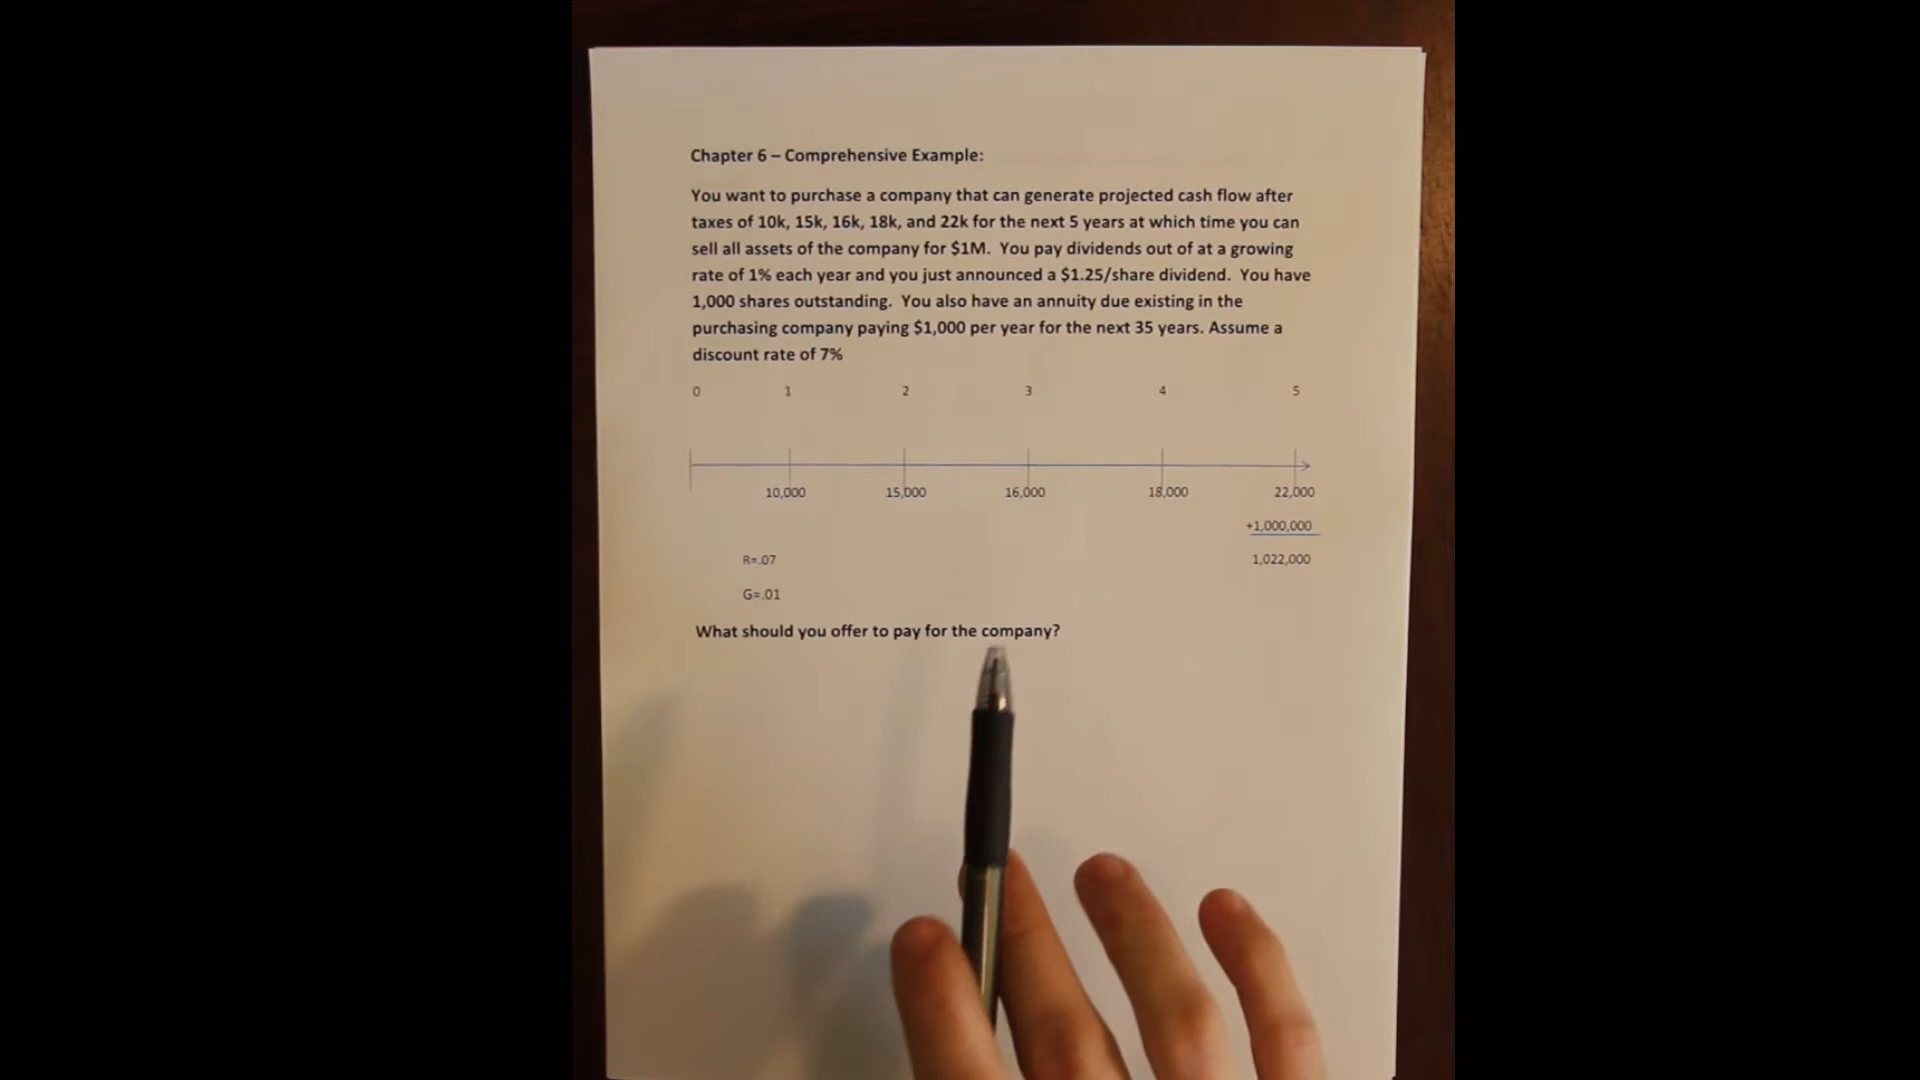 Chapter 6 – Comprehensive Example:
You want to purchase a company that can generate projected cash flow after
taxes of 10k, 15k, 16k, 18k, and 22k for the next 5 years at which time you can
sell all assets of the company for $1M.  You pay dividends out of at a growing
rate of 1% each year and you just announced a $1.25/share dividend.  You have
1,000 shares outstanding.  You also have an annuity due existing in the
purchasing company paying $1,000 per year for the next 35 years. Assume a
discount rate of 7%
0 1 2 3 4 5
10,000 15,000 16,000 18,000 22,000
+1,000,000
R=.07 1,022,000
G=.01
What should you offer to pay for the company?